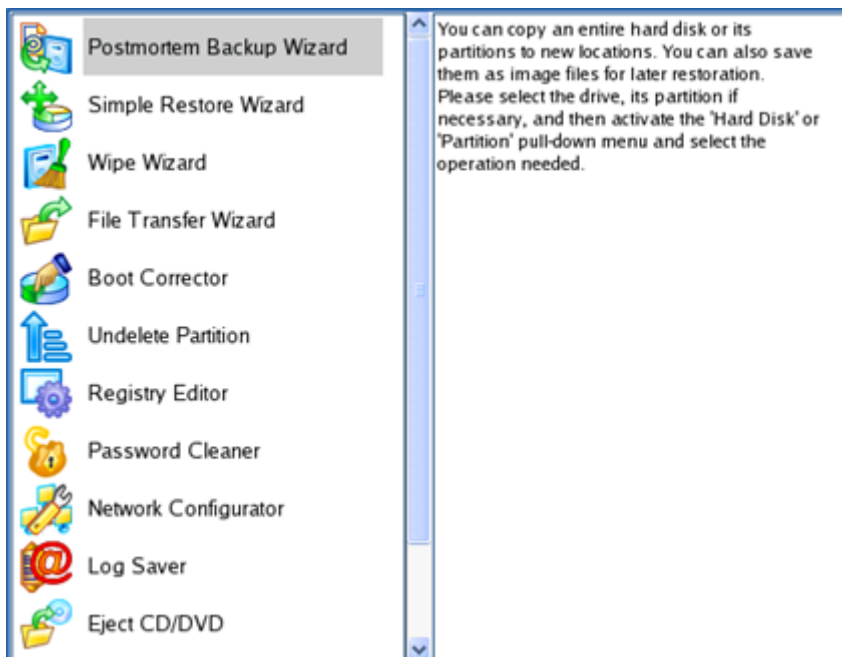 Postmortem Backup Wizard
Simple Restore Wizard
Wipe Wizard
File Transfer Wizard
Boot Corrector
Undelete Partition
Registry Editor
Password Cleaner
Network Configurator
Log Saver
Eject CD/DVD
You can copy an entire hard disk or its
partitions to new locations. You can also save
them as image files for later restoration.
Please select the drive, its partition if
necessary, and then activate the 'Hard Disk' or
'Partition' pull-down menu and select the
operation needed.